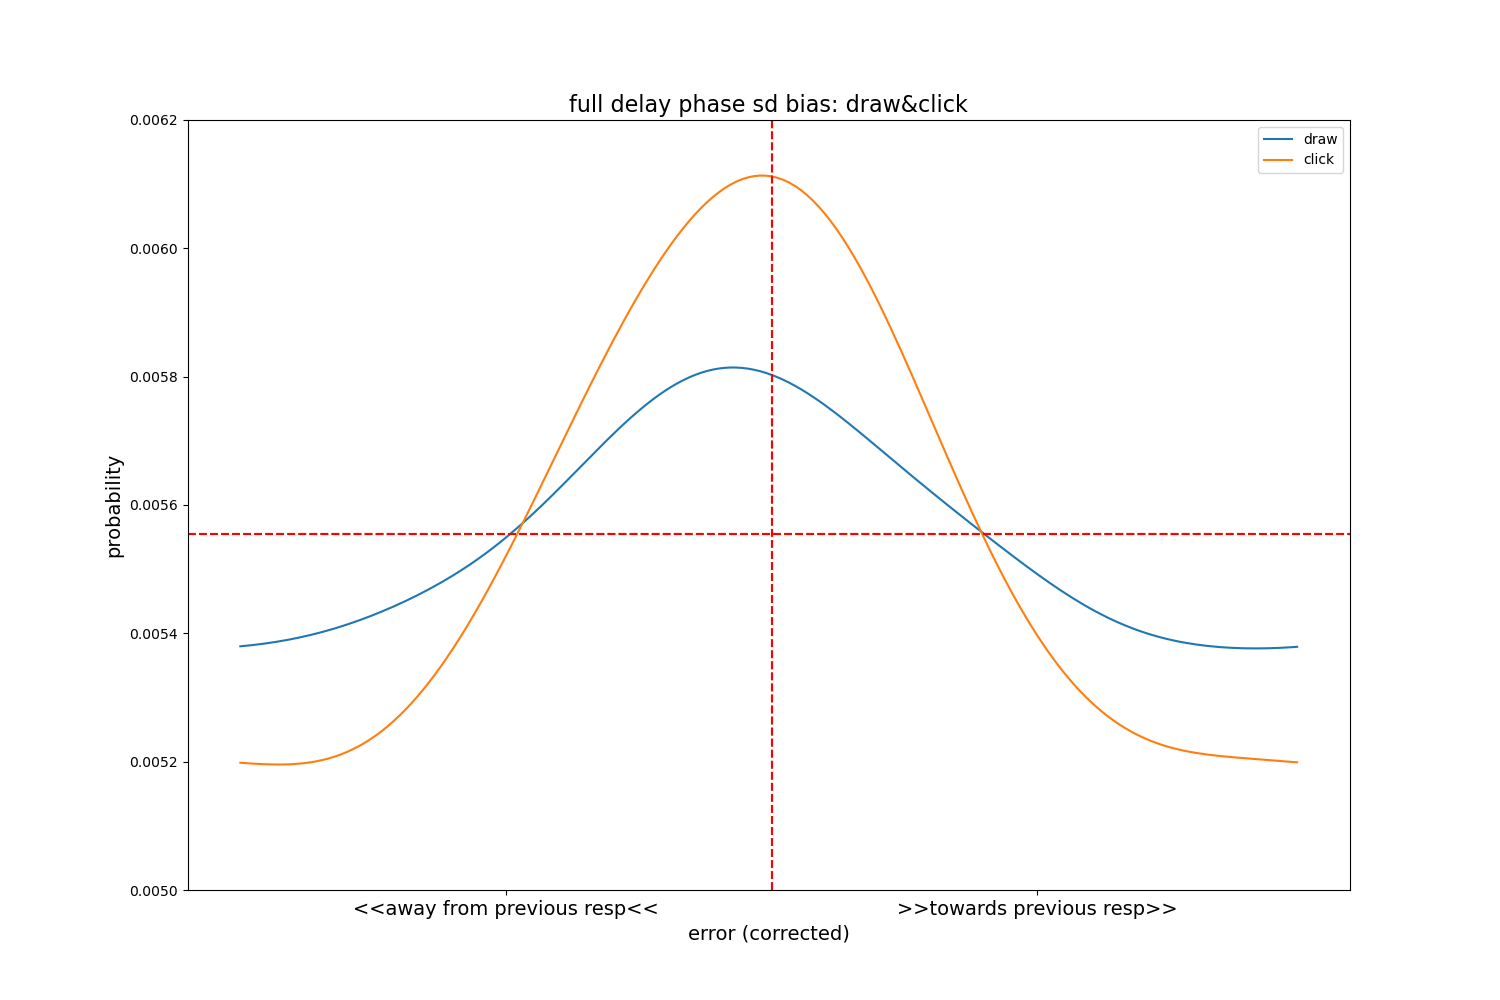 full delay phase sd bias: draw&click
0.0062
0.0060
0.0058
0.0056
0.0054
0.0052
0.0050
probability
draw
click
<<away from previous resp<<
>>towards previous resp>>
error (corrected)